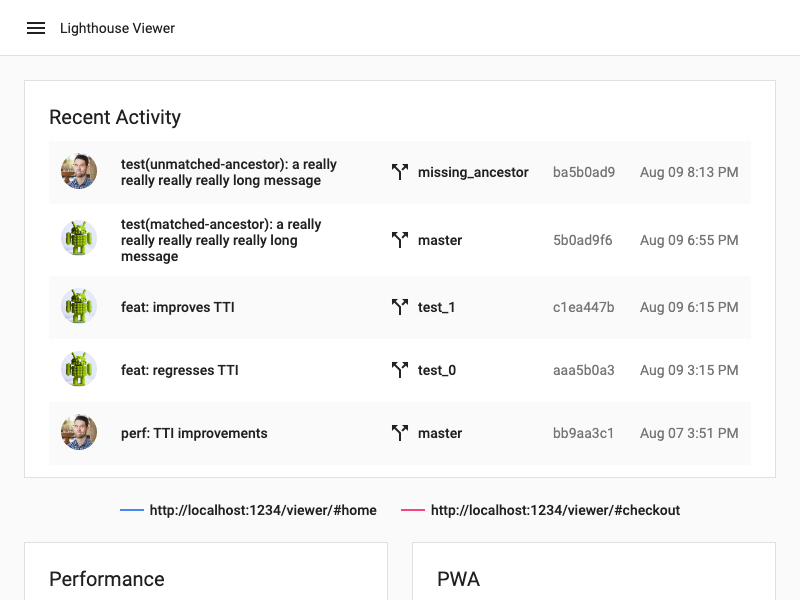 Lighthouse Viewer
Recent Activity
test(unmatched-ancestor): a really
really really really long message
missing_ancestor
ba5b0ad9
Aug 09 8:13 PM
test(matched-ancestor): a really
really really really really long
message
master
5b0ad9f6
Aug 09 6:55 PM
feat: improves TTI
test_1
c1ea447b
Aug 09 6:15 PM
feat: regresses TTI
test_0
aaa5b0a3
Aug 09 3:15 PM
perf: TTI improvements
master
bb9aa3c1
Aug 07 3:51 PM
http://localhost:1234/viewer/#home
http://localhost:1234/viewer/#checkout
Performance
PWA